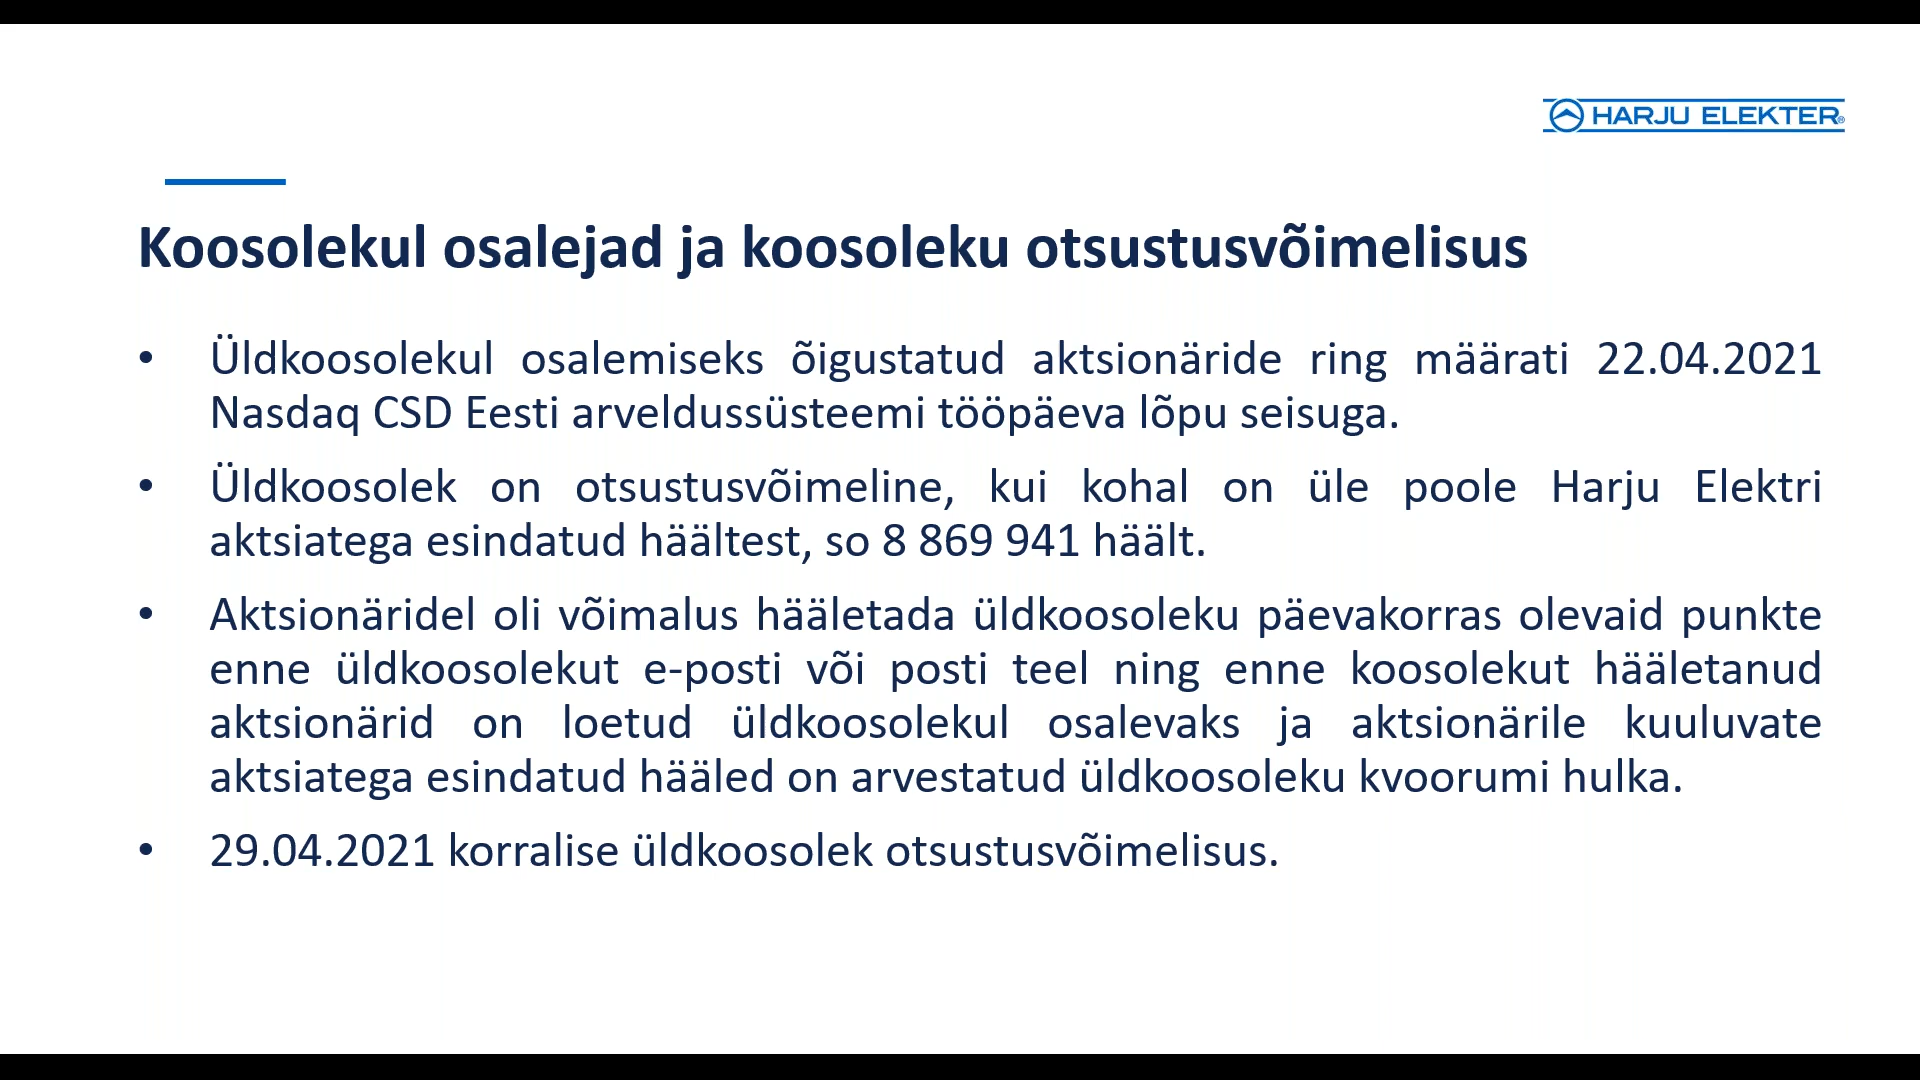 HARJU ELEKTER®
Koosolekul osalejad ja koosoleku otsustusvõimelisus
• Üldkoosolekul osalemiseks õigustatud aktsionäride ring määrati 22.04.2021
Nasdaq CSD Eesti arveldussüsteemi tööpäeva lõpu seisuga.
• Üldkoosolek on otsustusvõimeline, kui kohal on üle poole Harju Elektri
aktsiatega esindatud häältest, so 8 869 941 häält.
• Aktsionäridel oli võimalus hääletada üldkoosoleku päevakorras olevaid punkte
enne üldkoosolekut e-posti või posti teel ning enne koosolekut hääletanud
aktsionärid on loetud üldkoosolekul osalevaks ja aktsionärile kuuluvate
aktsiatega esindatud hääled on arvestatud üldkoosoleku kvoorumi hulka.
• 29.04.2021 korralise üldkoosolek otsustusvõimelisus.